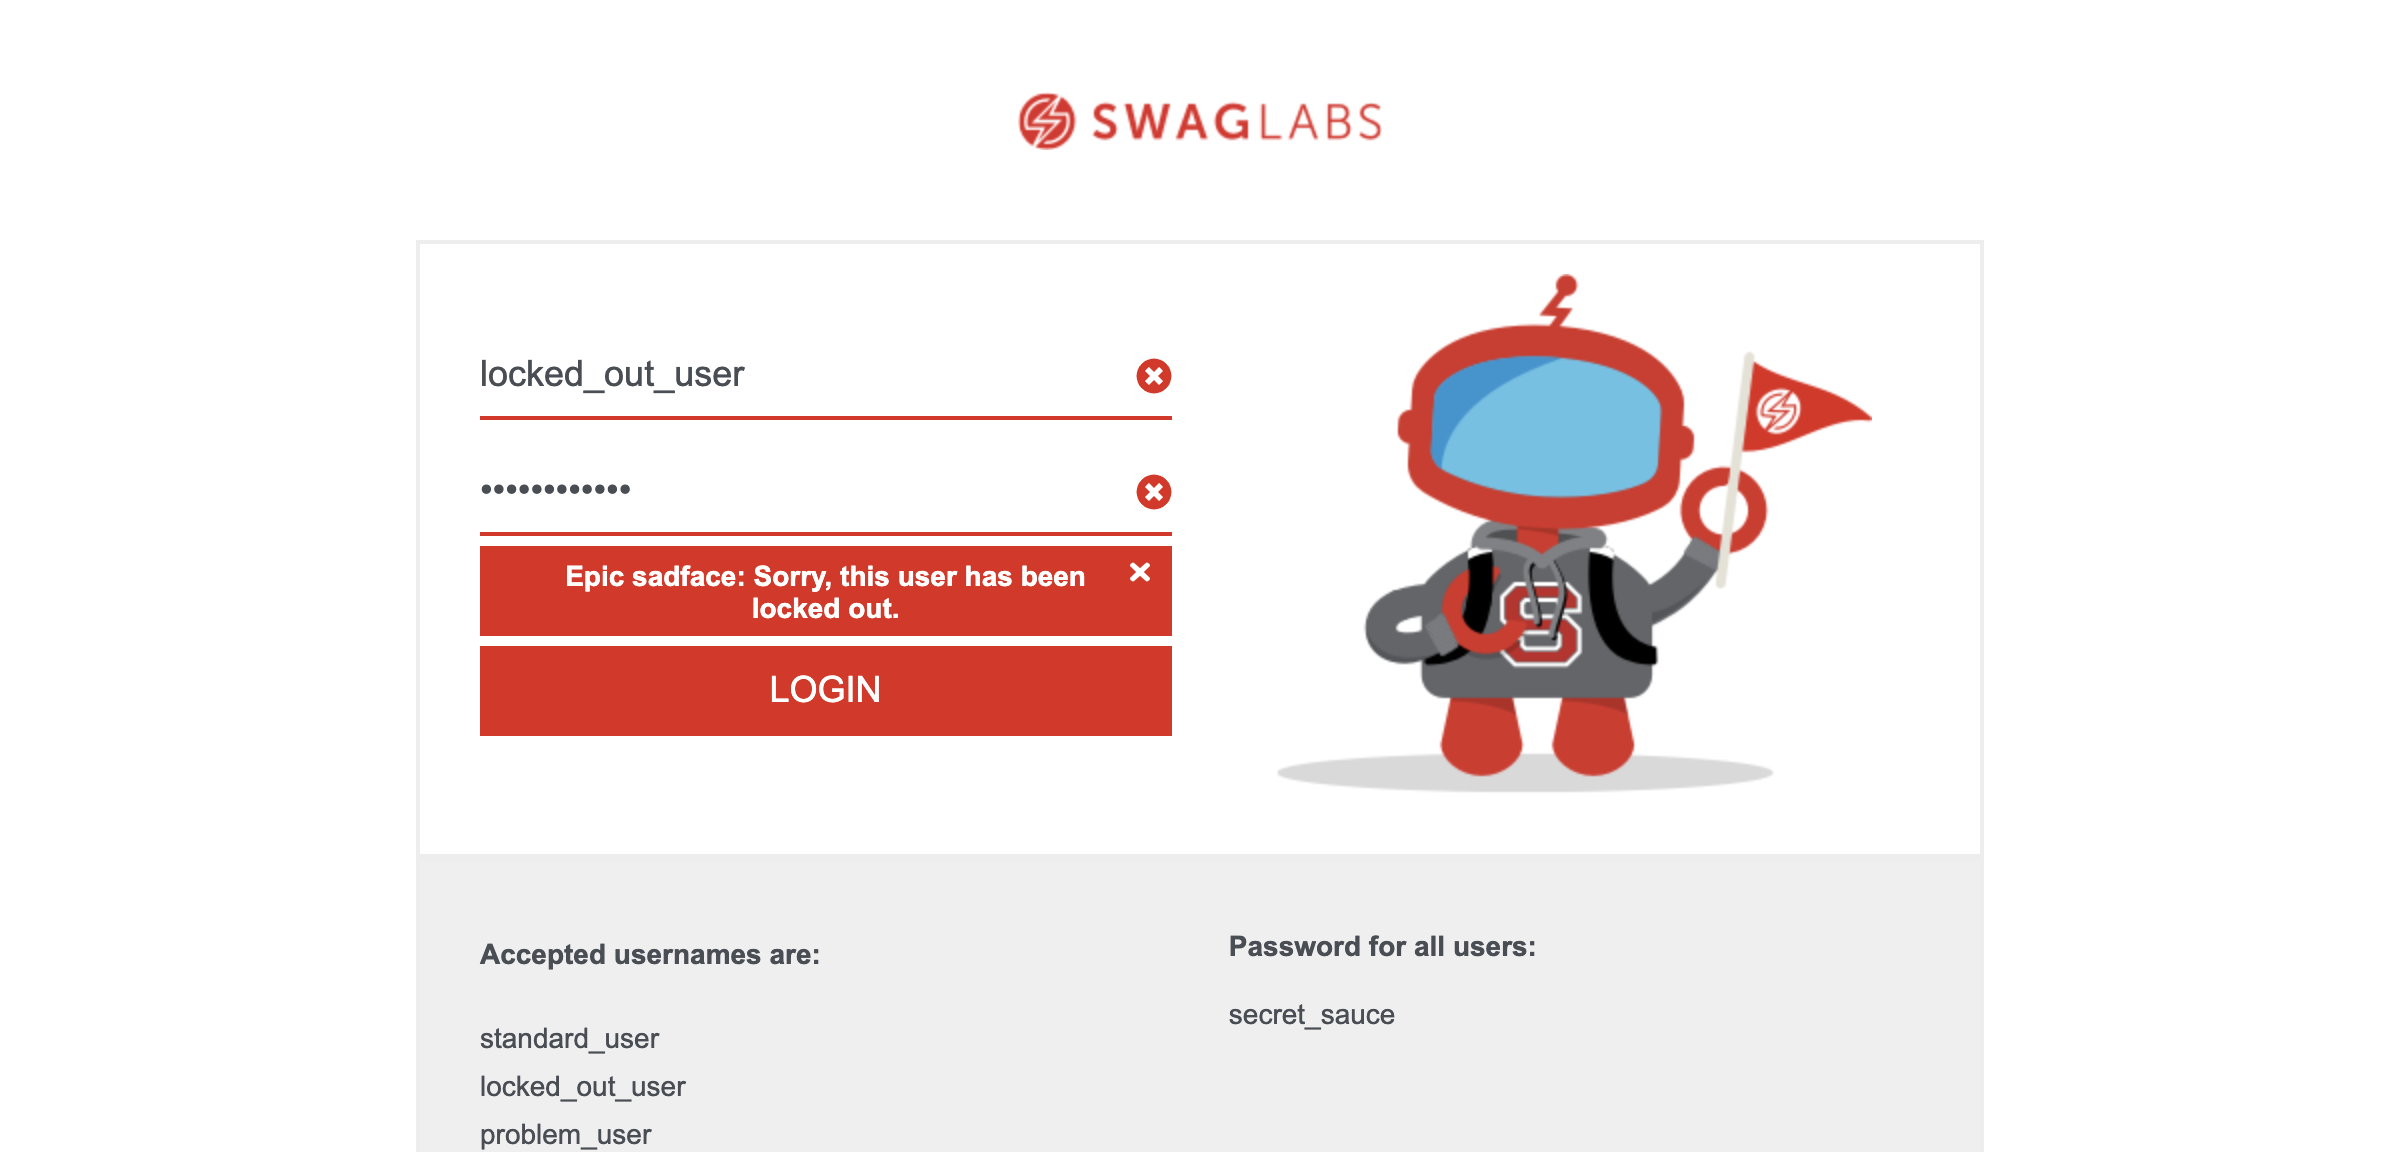 SWAGLABS
locked_out_user
••••••••••••
Epic sadface: Sorry, this user has been
locked out.
LOGIN
S
Accepted usernames are:
standard_user
locked_out_user
problem_user
Password for all users:
secret_sauce